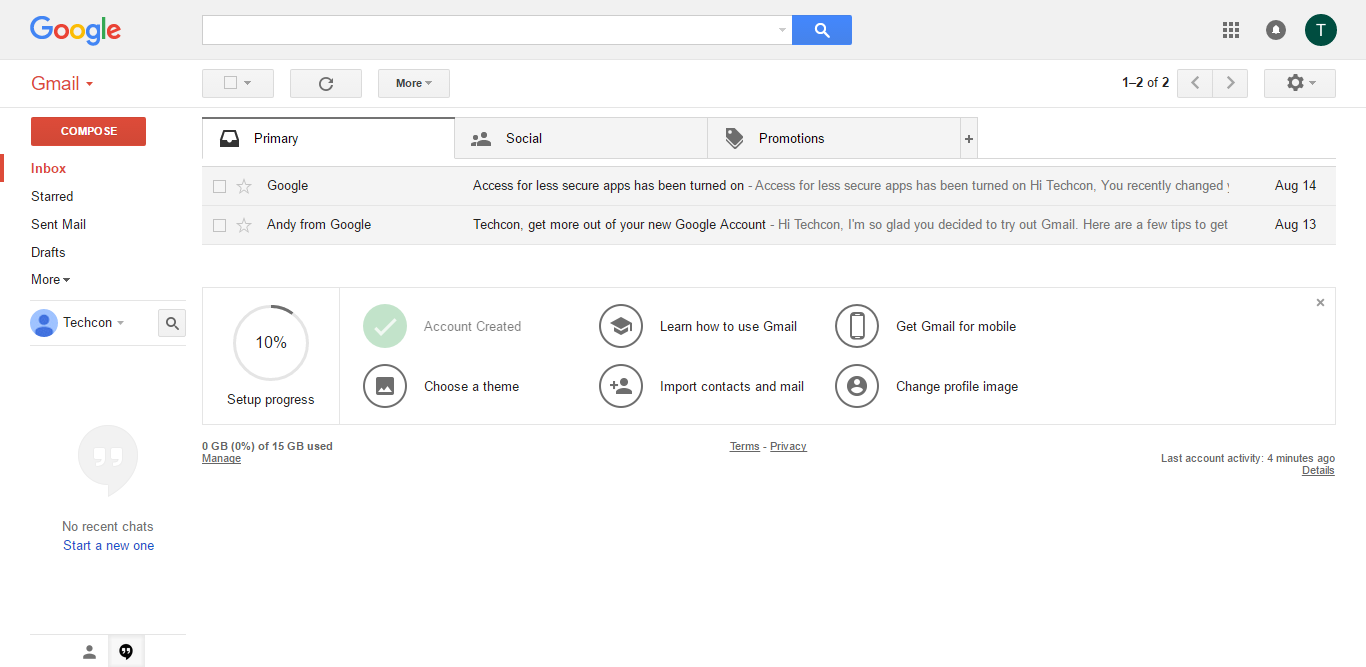 Google
T
Gmail
More
1–2 of 2
COMPOSE
Primary
Social
Promotions
+
Inbox
Starred
Sent Mail
Drafts
More
Google Access for less secure apps has been turned on - Access for less secure apps has been turned on Hi Techcon, You recently changed Aug 14
Andy from Google Techcon, get more out of your new Google Account - Hi Techcon, I'm so glad you decided to try out Gmail. Here are a few tips to get Aug 13
Techcon
10%
Setup progress
Account Created
Learn how to use Gmail
Get Gmail for mobile
Choose a theme
Import contacts and mail
Change profile image
0 GB (0%) of 15 GB used
Manage
Terms - Privacy
Last account activity: 4 minutes ago
Details
No recent chats
Start a new one